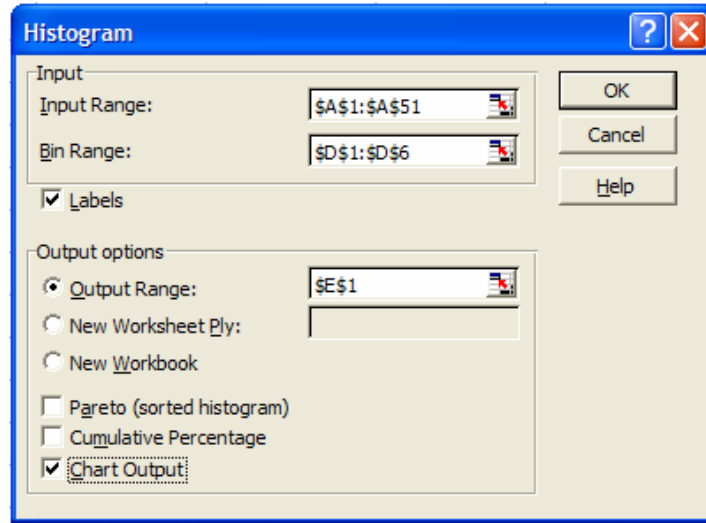 Histogram
?
Input
Input Range:
$A$1:$A$51
Bin Range:
$D$1:$D$6
Labels
OK
Cancel
Help
Output options
Output Range:
$E$1
New Worksheet Ply:
New Workbook
Pareto (sorted histogram)
Cumulative Percentage
Chart Output